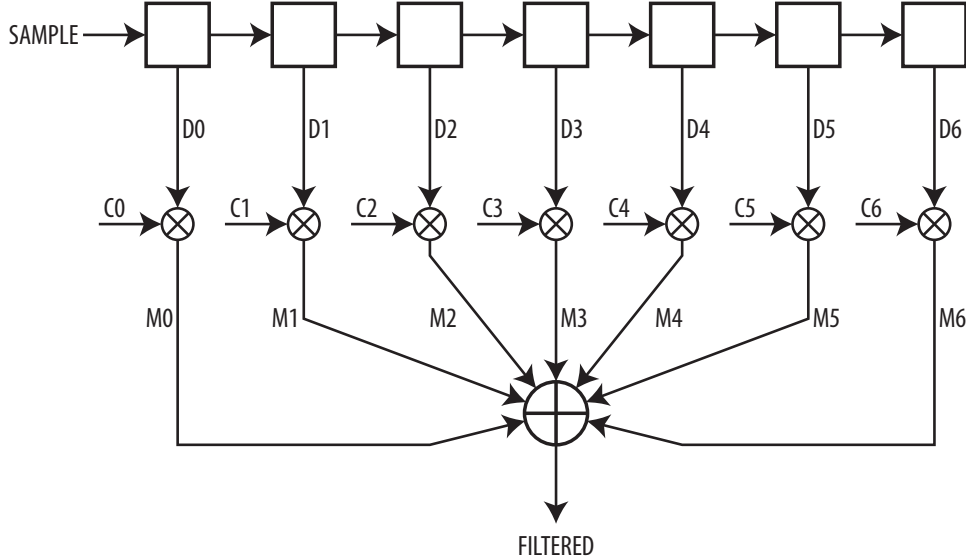 SAMPLE
D0 D1 D2 D3 D4 D5 D6
C0 C1 C2 C3 C4 C5 C6
M0 M1 M2 M3 M4 M5 M6
FILTERED